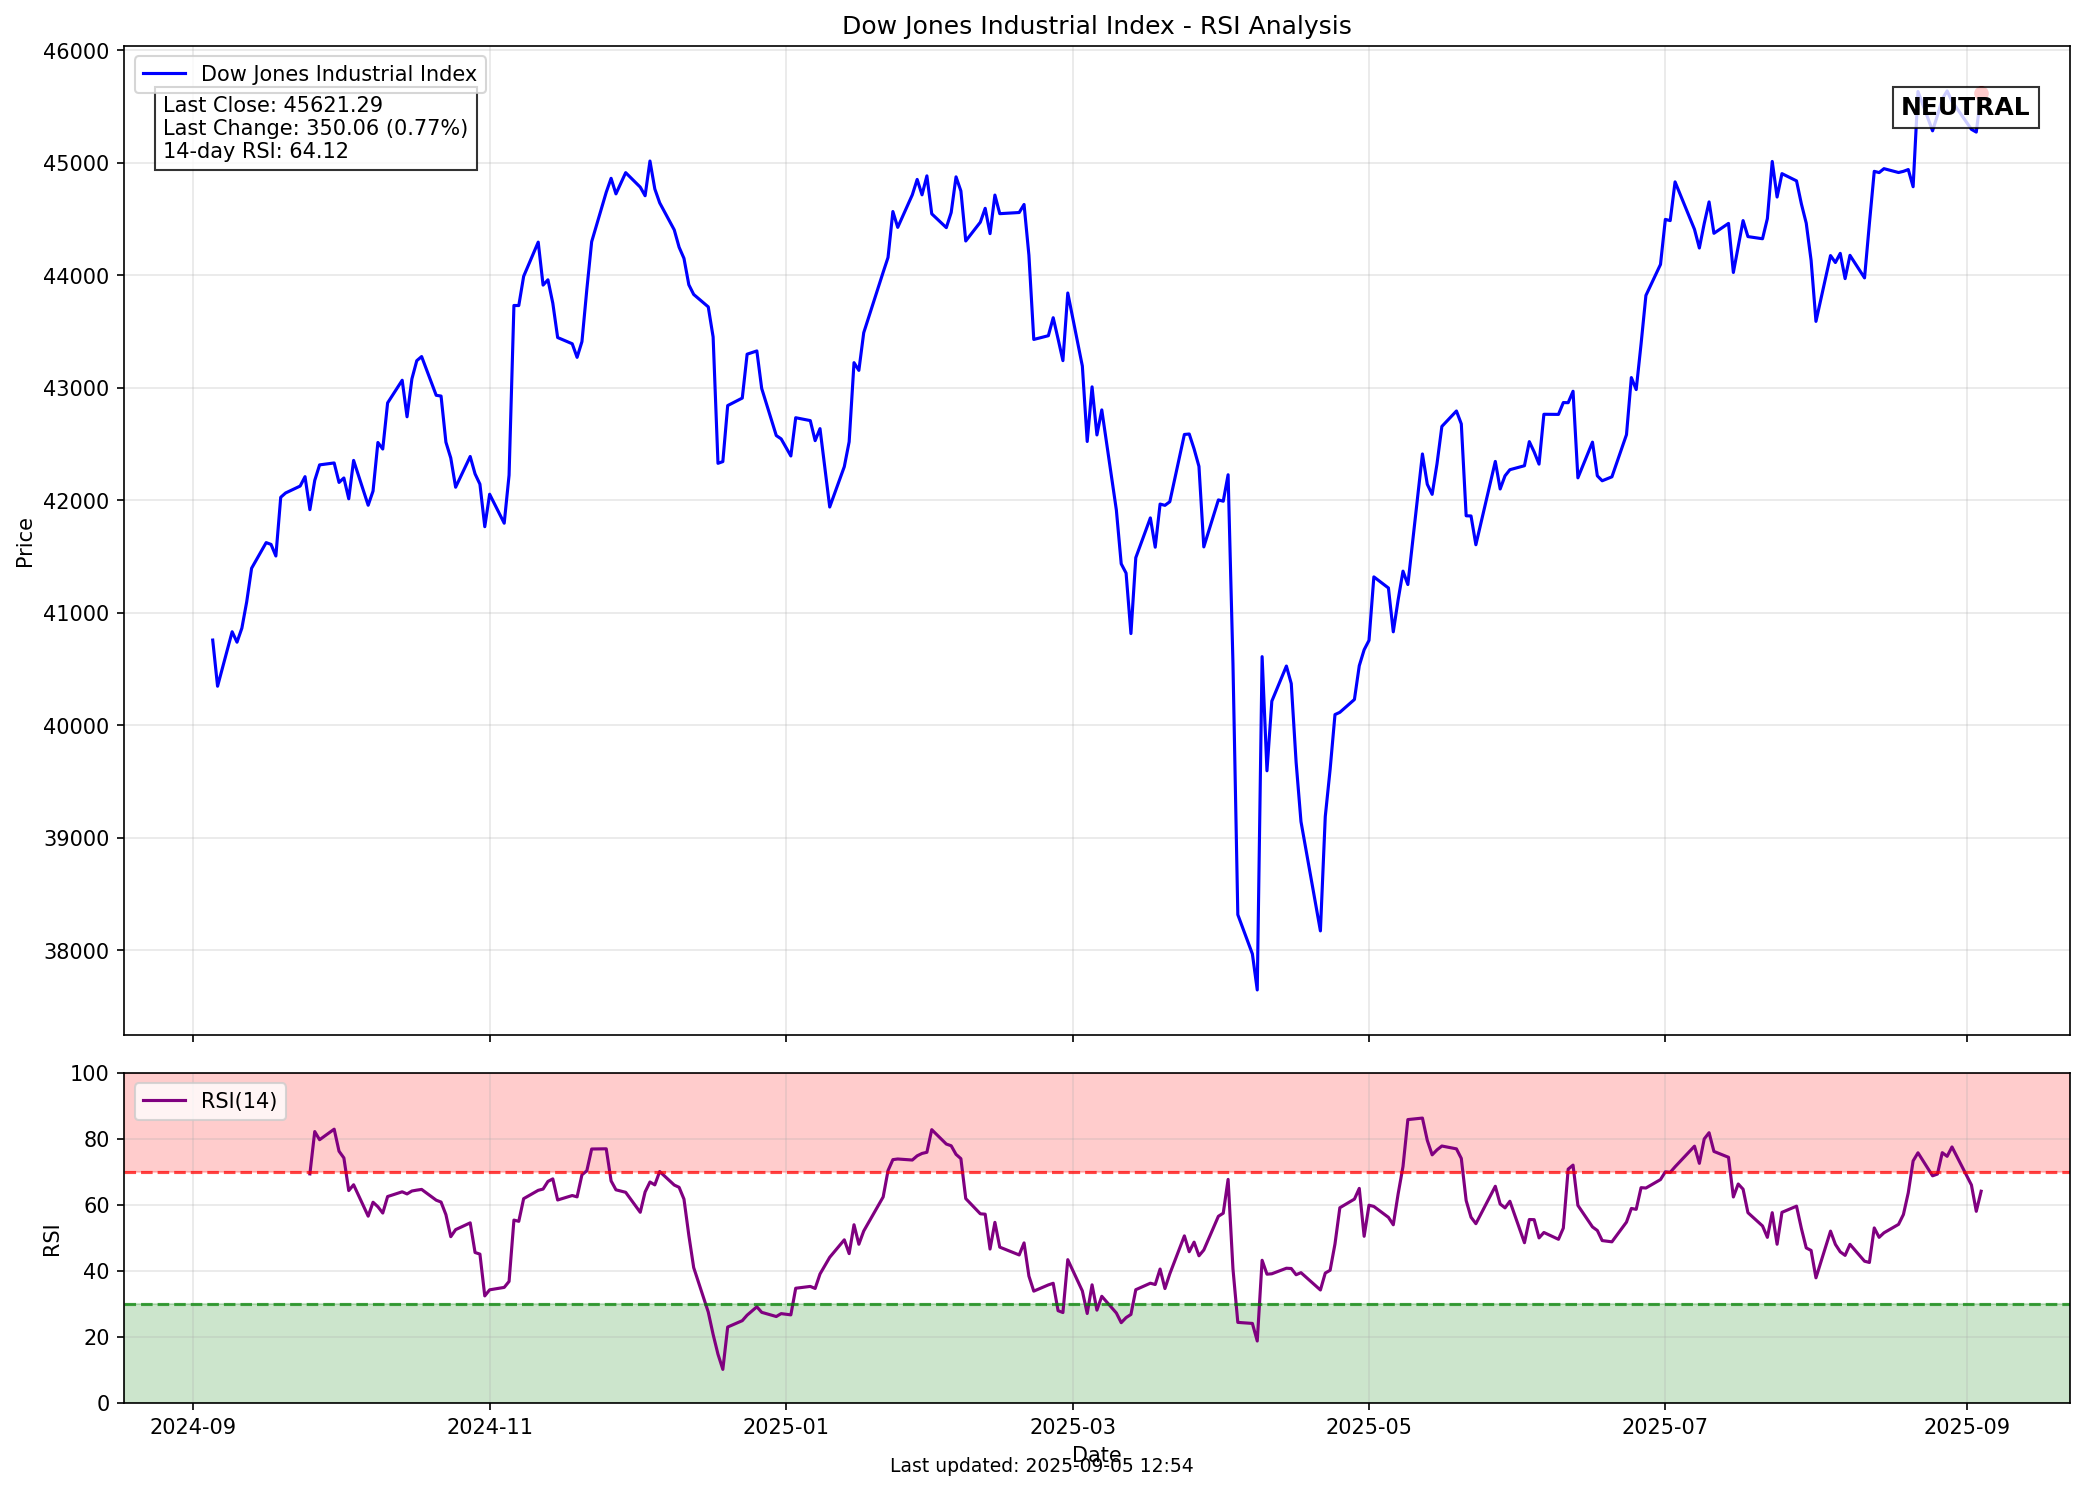 Dow Jones Industrial Index - RSI Analysis
46000
45000
44000
43000
42000
41000
40000
39000
38000
Price
Dow Jones Industrial Index
Last Close: 45621.29
Last Change: 350.06 (0.77%)
14-day RSI: 64.12
NEUTRAL
100
80
60
40
20
0
RSI
RSI(14)
2024-09
2024-11
2025-01
2025-03
2025-05
2025-07
2025-09
Date
Last updated: 2025-09-05 12:54